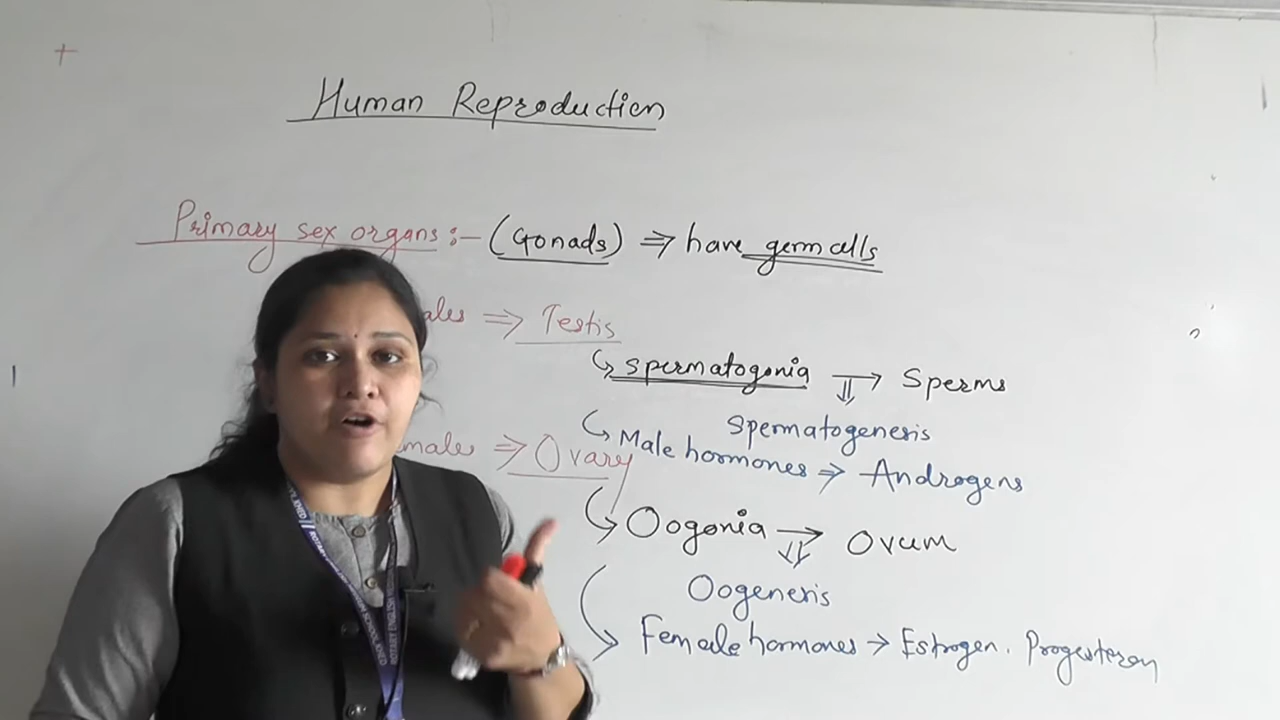 Human Reproduction
Primary sex organs :- (Gonads) ⇒ have germ cells
ales ⇒ Testis
↳ spermatogonia → Sperms
Spermatogenesis
↳ Male hormones ⇒ Androgens
males ⇒ Ovary
↳ Oogonia → Ovum
Oogenesis
↳ Female hormones → Estrogen. Progesteron